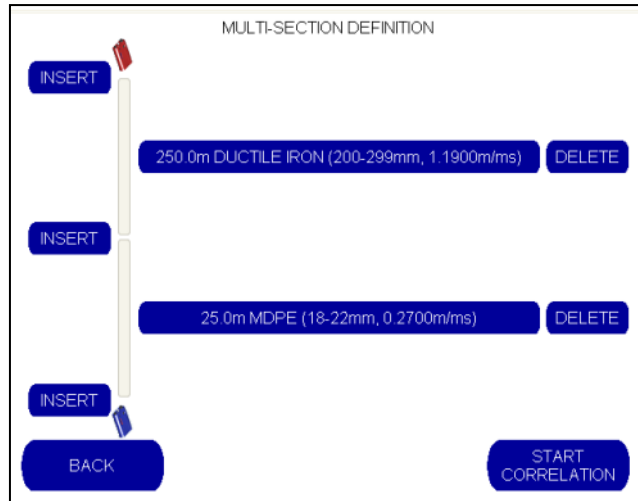 MULTI-SECTION DEFINITION
INSERT
250.0m DUCTILE IRON (200-299mm, 1.1900m/ms)
DELETE
INSERT
25.0m MDPE (18-22mm, 0.2700m/ms)
DELETE
INSERT
BACK
START
CORRELATION